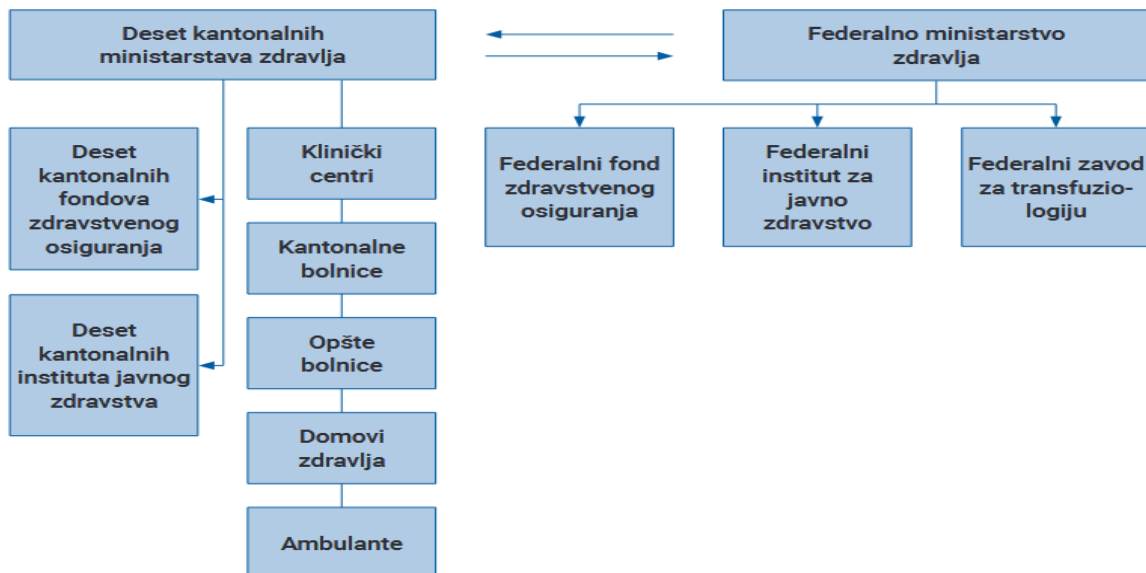 Deset kantonalnih
ministarstava zdravlja
Federalno ministarstvo
zdravlja
Deset
kantonalnih
fondova
zdravstvenog
osiguranja
Klinički
centri
Federalni fond
zdravstvenog
osiguranja
Federalni
institut za
javno
zdravstvo
Federalni zavod
za transfuzio-
logiju
Kantonalne
bolnice
Deset
kantonalnih
instituta javnog
zdravstva
Opšte
bolnice
Domovi
zdravlja
Ambulante